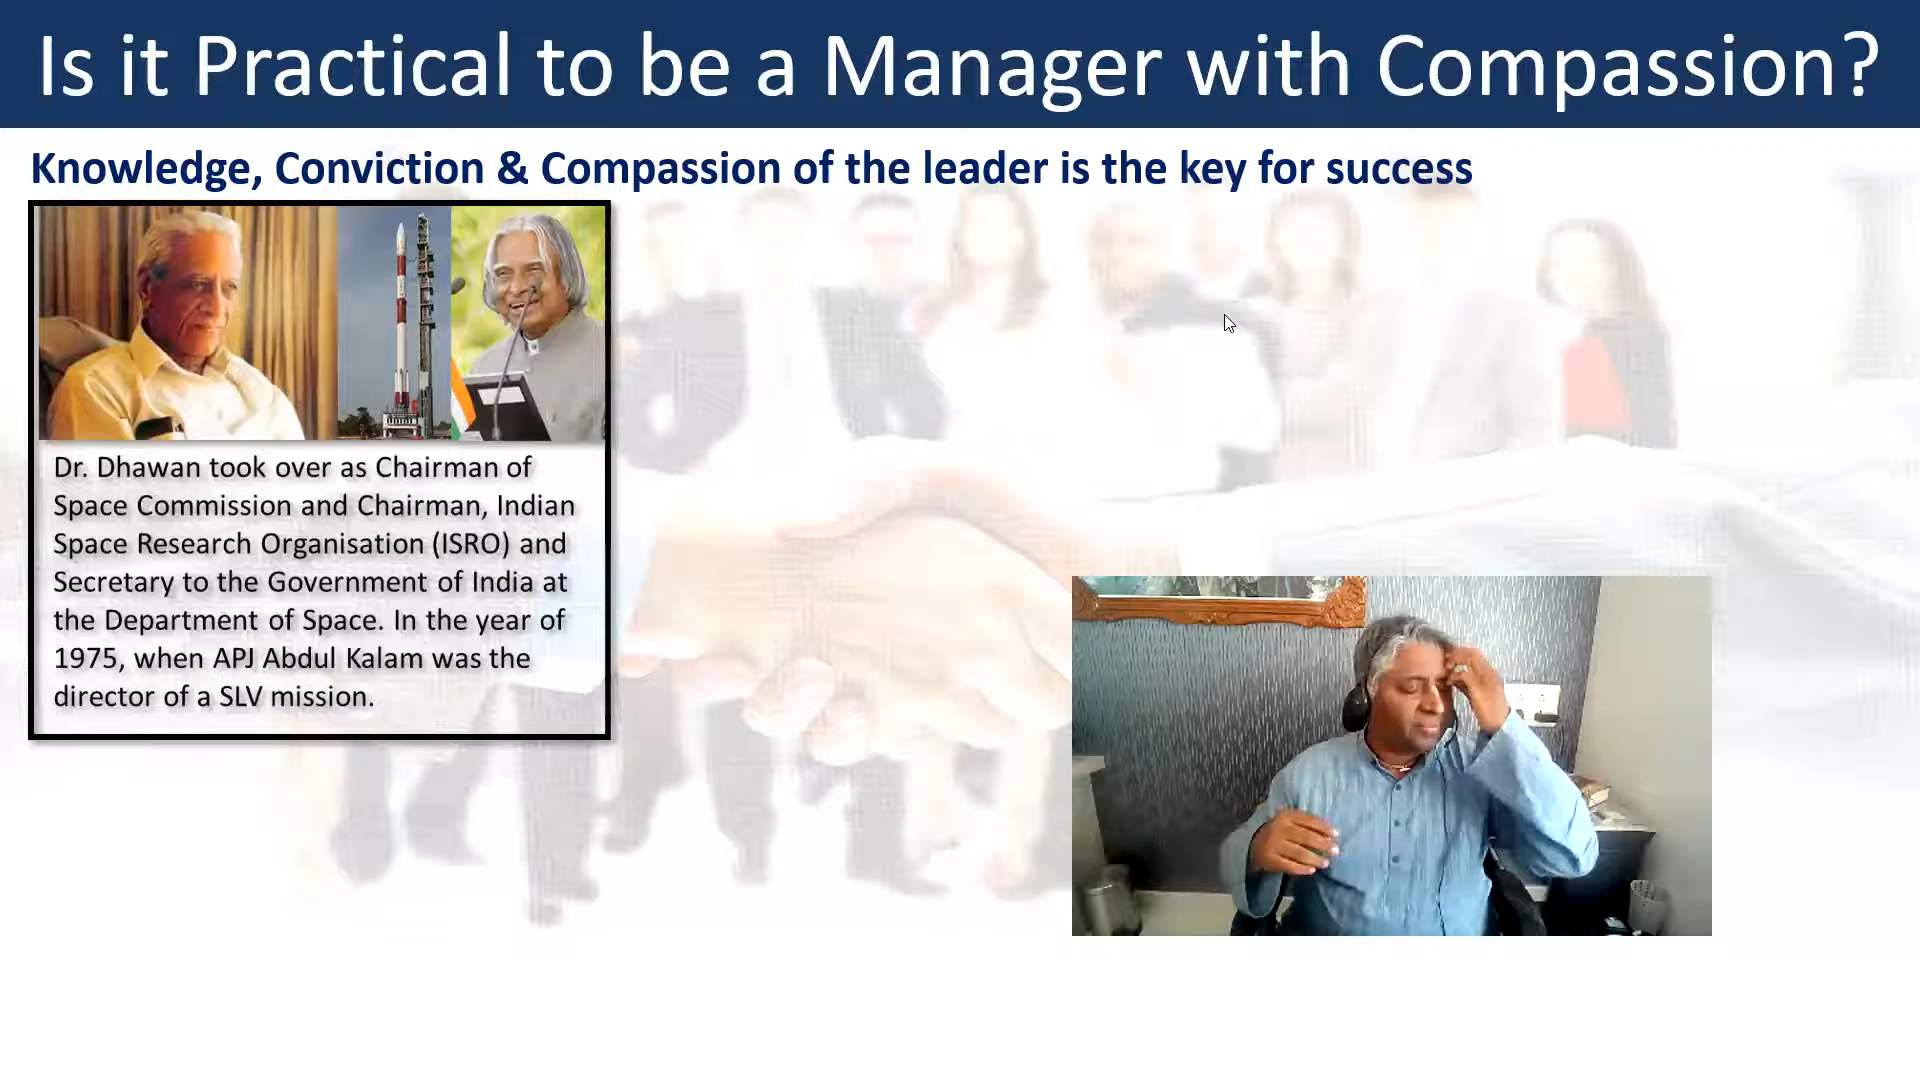 Is it Practical to be a Manager with Compassion?
Knowledge, Conviction & Compassion of the leader is the key for success
Dr. Dhawan took over as Chairman of
Space Commission and Chairman, Indian
Space Research Organisation (ISRO) and
Secretary to the Government of India at
the Department of Space. In the year of
1975, when APJ Abdul Kalam was the
director of a SLV mission.